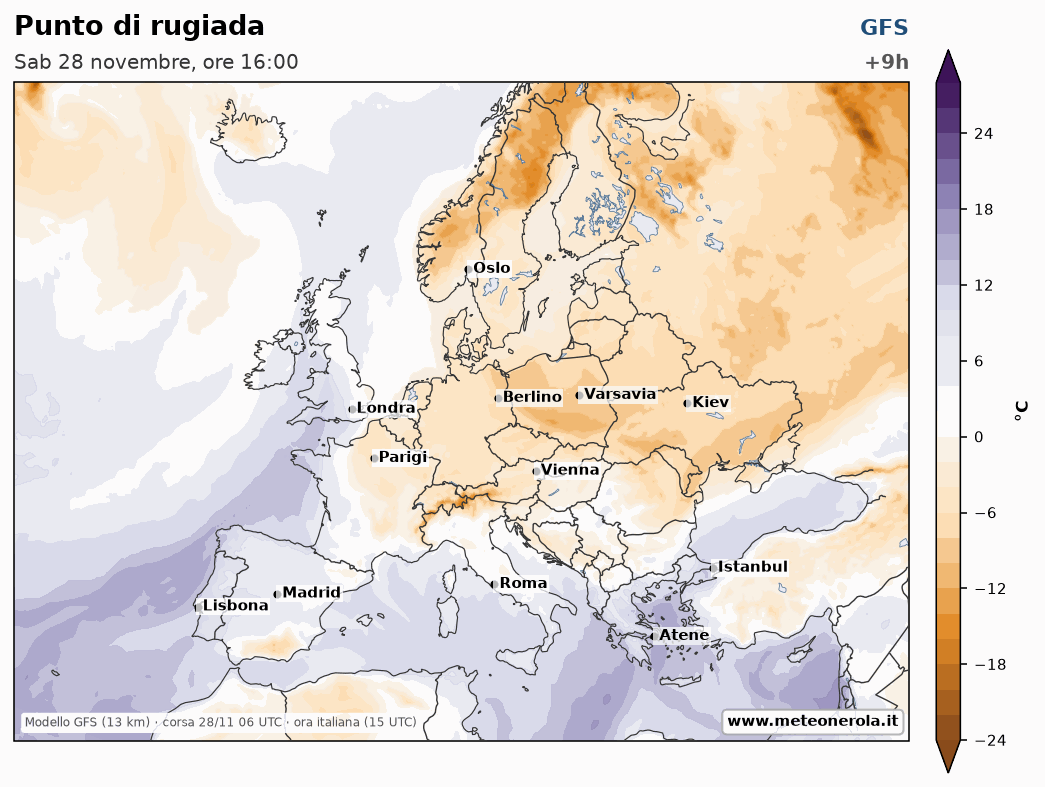 Punto di rugiada
GFS
Sab 28 novembre, ore 16:00
+9h
Oslo
Berlino
Varsavia
Kiev
Londra
Parigi
Vienna
Istanbul
Roma
Madrid
Lisbona
Atene
24
18
12
6
0
−6
−12
−18
−24
°C
Modello GFS (13 km) · corsa 28/11 06 UTC · ora italiana (15 UTC)
www.meteonerola.it